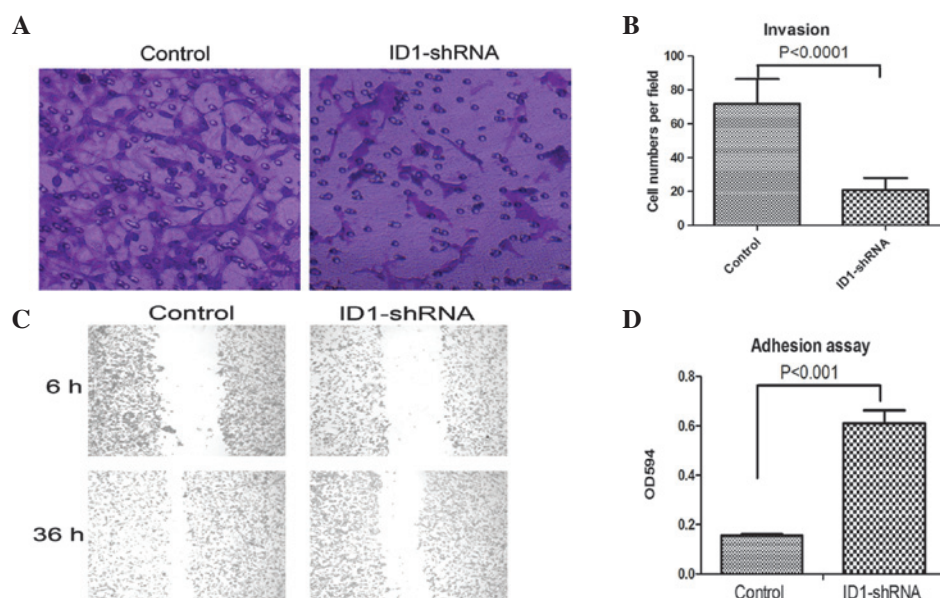 A
Control
ID1-shRNA
B
Invasion
P<0.0001
Cell numbers per field
100
80
60
40
20
0
Control
ID1-shRNA
C
Control
ID1-shRNA
6 h
36 h
D
Adhesion assay
P<0.001
OD594
0.8
0.6
0.4
0.2
0.0
Control
ID1-shRNA